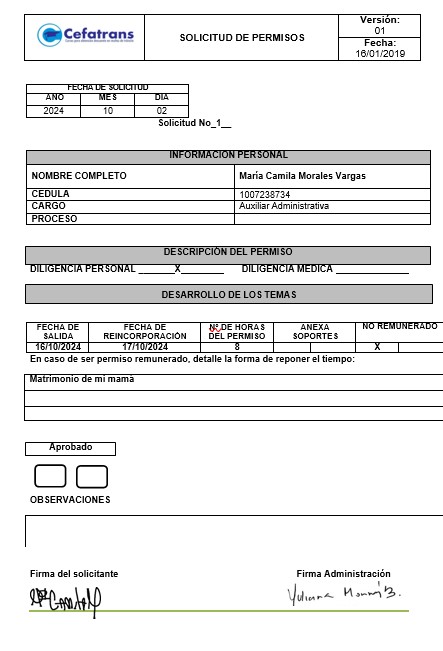 Cefatrans
SOLICITUD DE PERMISOS
Versión:
01
Fecha:
16/01/2019
FECHA DE SOLICITUD
AÑO MES DIA
2024 10 02
Solicitud No_1__
INFORMACION PERSONAL
NOMBRE COMPLETO María Camila Morales Vargas
CEDULA 1007238734
CARGO Auxiliar Administrativa
PROCESO
DESCRIPCIÓN DEL PERMISO
DILIGENCIA PERSONAL _______X_________ DILIGENCIA MEDICA _______________
DESARROLLO DE LOS TEMAS
FECHA DE SALIDA FECHA DE REINCORPORACIÓN Nº DE HORAS DEL PERMISO ANEXA SOPORTES NO REMUNERADO
16/10/2024 17/10/2024 8 X
En caso de ser permiso remunerado, detalle la forma de reponer el tiempo:
Matrimonio de mi mamá
Aprobado
OBSERVACIONES
Firma del solicitante Firma Administración
Yuliana